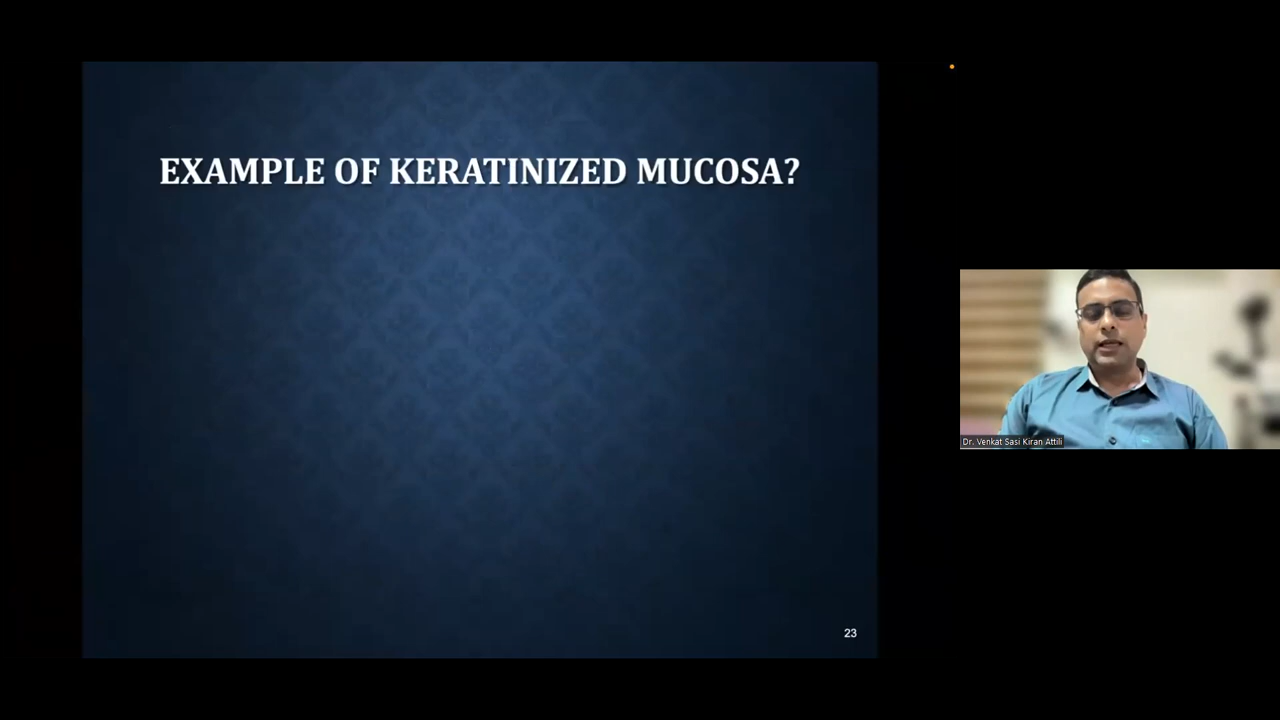 EXAMPLE OF KERATINIZED MUCOSA?
Dr. Venkat Sasi Kiran Attili
23